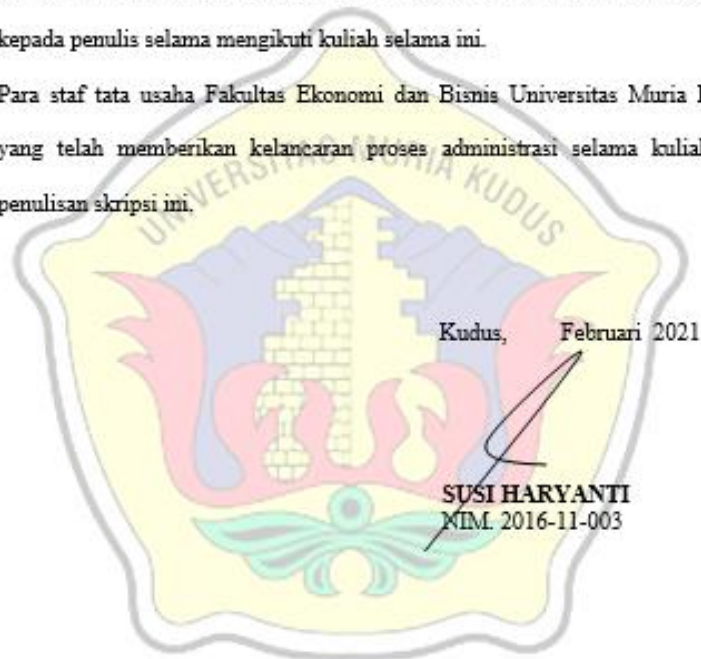 kepada penulis selama mengikuti kuliah selama ini.
Para staf tata usaha Fakultas Ekonomi dan Bisnis Universitas Muria
yang telah memberikan kelancaran proses administrasi selama kuliah
penulisan skripsi ini.
UNIVERSITAS MURIA KUDUS
Kudus, Februari 2021
SUSI HARYANTI
NIM. 2016-11-003